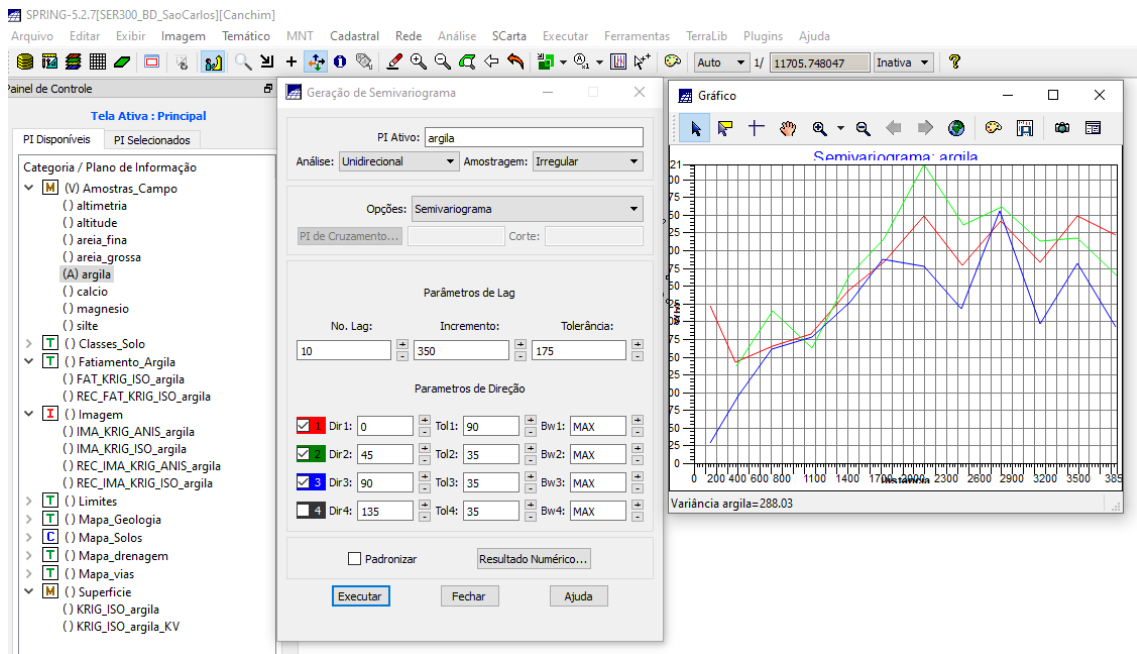 SPRING-5.2.7[SER300_BD_SaoCarlos][Canchim]
Arquivo Editar Exibir Imagem Temático MNT Cadastral Rede Análise SCarta Executar Ferramentas TerraLib Plugins Ajuda
Auto 1/ 11705.748047 Inativa
Painel de Controle
Tela Ativa : Principal
PI Disponíveis PI Selecionados
Categoria / Plano de Informação
M (V) Amostras_Campo
() altimetria
() altitude
() areia_fina
() areia_grossa
(A) argila
() calcio
() magnesio
() silte
T () Classes_Solo
T () Fatiamento_Argila
() FAT_KRIG_ISO_argila
() REC_FAT_KRIG_ISO_argila
I () Imagem
() IMA_KRIG_ANIS_argila
() IMA_KRIG_ISO_argila
() REC_IMA_KRIG_ANIS_argila
() REC_IMA_KRIG_ISO_argila
T () Limites
T () Mapa_Geologia
C () Mapa_Solos
T () Mapa_drenagem
T () Mapa_vias
M () Superficie
() KRIG_ISO_argila
() KRIG_ISO_argila_KV
Geração de Semivariograma
PI Ativo: argila
Análise: Unidirecional Amostragem: Irregular
Opções: Semivariograma
PI de Cruzamento... Corte:
Parâmetros de Lag
No. Lag: Incremento: Tolerância:
10 350 175
Parametros de Direção
1 Dir1: 0 Tol1: 90 Bw1: MAX
2 Dir2: 45 Tol2: 35 Bw2: MAX
3 Dir3: 90 Tol3: 35 Bw3: MAX
4 Dir4: 135 Tol4: 35 Bw4: MAX
Padronizar Resultado Numérico...
Executar Fechar Ajuda
Gráfico
Semivariograma: argila
0 200 400 600 800 1100 1400 2300 2600 2900 3200 3500 385
Variância argila=288.03